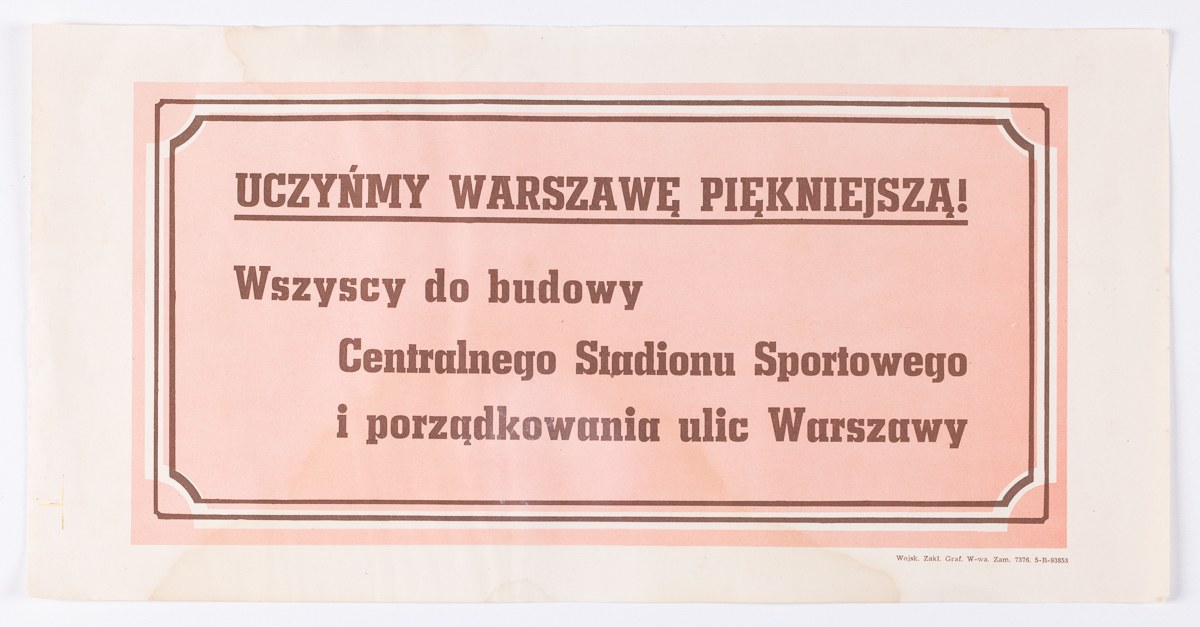 UCZYŃMY WARSZAWĘ PIĘKNIEJSZĄ!
Wszyscy do budowy
Centralnego Stadionu Sportowego
i porządkowania ulic Warszawy
Wojsk. Zakł. Graf. W-wa. Zam. 7376. 5-B-93853